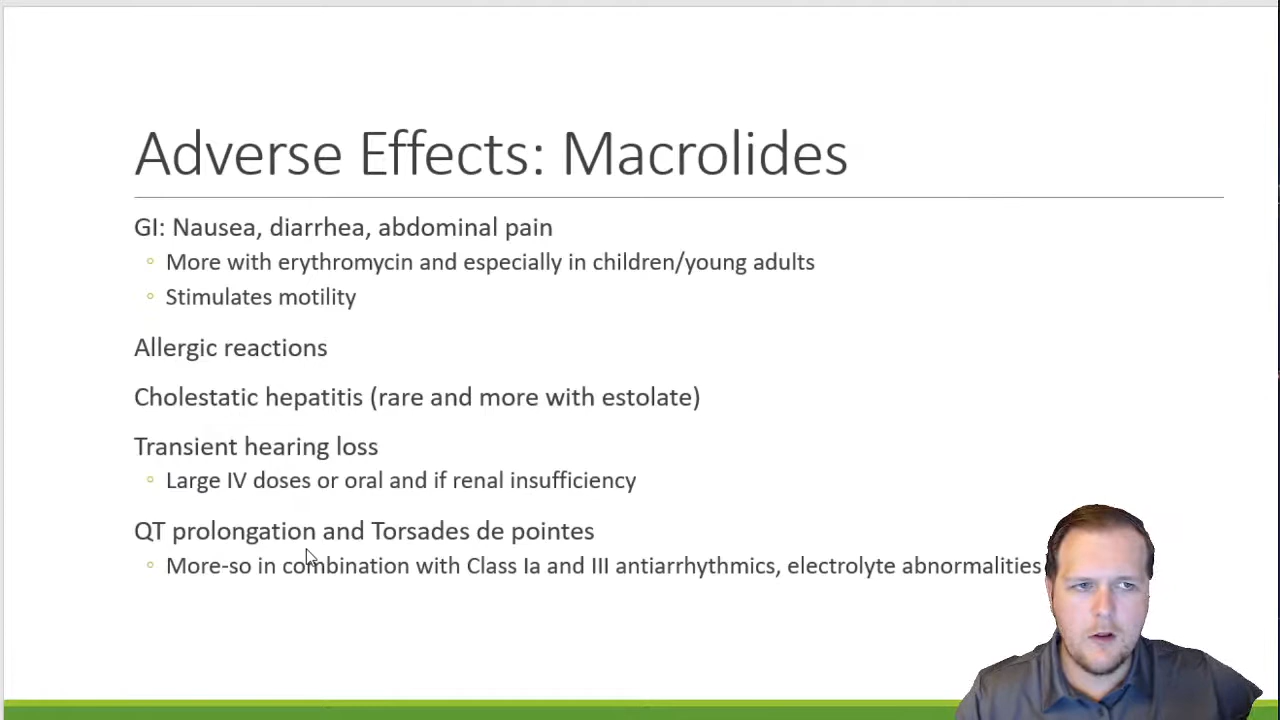 Adverse Effects: Macrolides
GI: Nausea, diarrhea, abdominal pain
◦ More with erythromycin and especially in children/young adults
◦ Stimulates motility
Allergic reactions
Cholestatic hepatitis (rare and more with estolate)
Transient hearing loss
◦ Large IV doses or oral and if renal insufficiency
QT prolongation and Torsades de pointes
◦ More-so in combination with Class Ia and III antiarrhythmics, electrolyte abnormalities